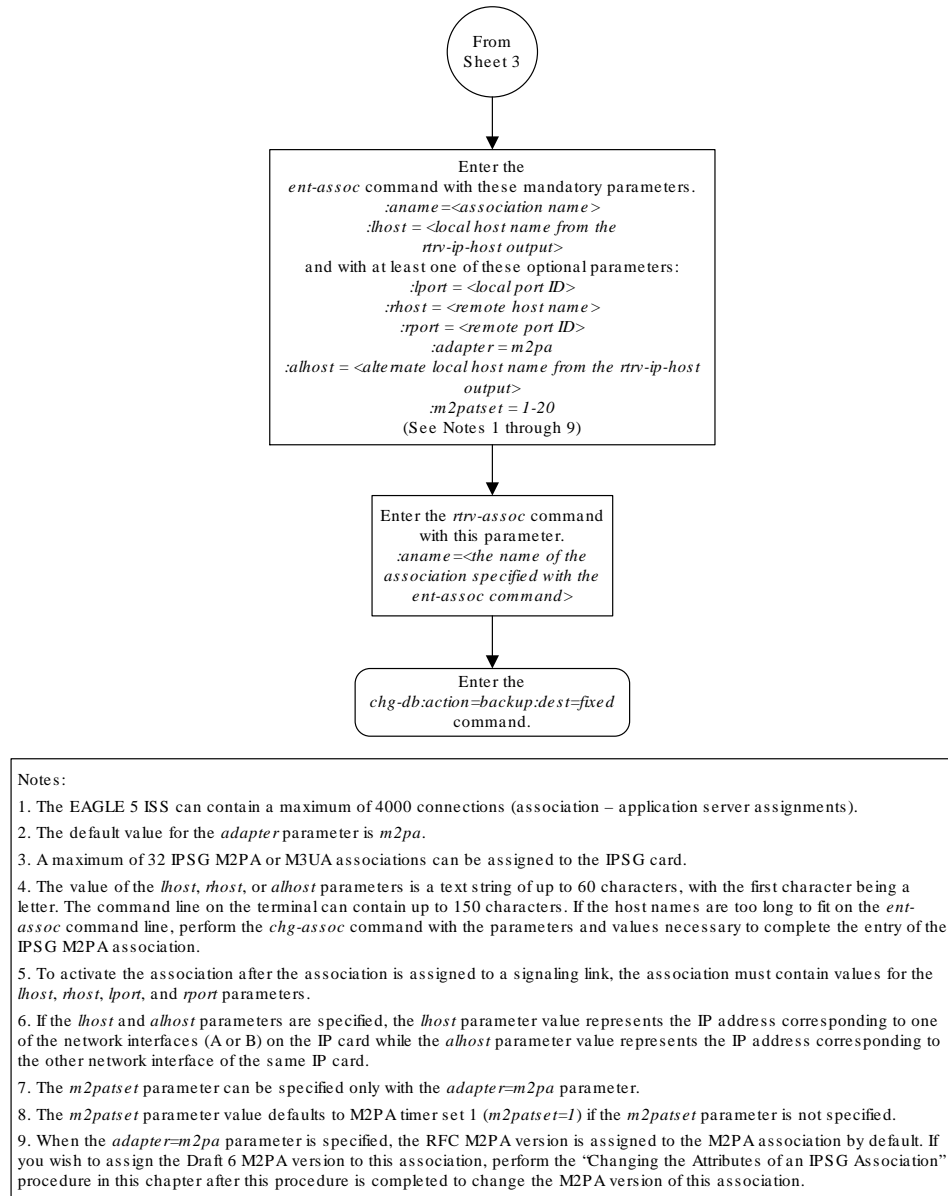 From
Sheet 3
Enter the
ent-assoc command with these mandatory parameters.
:aname=<association name>
:lhost = <local host name from the
rtrv-ip-host output>
and with at least one of these optional parameters:
:lport = <local port ID>
:rhost = <remote host name>
:rport = <remote port ID>
:adapter = m2pa
:alhost = <alternate local host name from the rtrv-ip-host
output>
:m2patset = 1-20
(See Notes 1 through 9)
Enter the rtrv-assoc command
with this parameter.
:aname=<the name of the
association specified with the
ent-assoc command>
Enter the
chg-db:action=backup:dest=fixed
command.
Notes:
1. The EAGLE 5 ISS can contain a maximum of 4000 connections (association – application server assignments).
2. The default value for the adapter parameter is m2pa.
3. A maximum of 32 IPSG M2PA or M3UA associations can be assigned to the IPSG card.
4. The value of the lhost, rhost, or alhost parameters is a text string of up to 60 characters, with the first character being a
letter. The command line on the terminal can contain up to 150 characters. If the host names are too long to fit on the ent-
assoc command line, perform the chg-assoc command with the parameters and values necessary to complete the entry of the
IPSG M2PA association.
5. To activate the association after the association is assigned to a signaling link, the association must contain values for the
lhost, rhost, lport, and rport parameters.
6. If the lhost and alhost parameters are specified, the lhost parameter value represents the IP address corresponding to one
of the network interfaces (A or B) on the IP card while the alhost parameter value represents the IP address corresponding to
the other network interface of the same IP card.
7. The m2patset parameter can be specified only with the adapter=m2pa parameter.
8. The m2patset parameter value defaults to M2PA timer set 1 (m2patset=1) if the m2patset parameter is not specified.
9. When the adapter=m2pa parameter is specified, the RFC M2PA version is assigned to the M2PA association by default. If
you wish to assign the Draft 6 M2PA version to this association, perform the “Changing the Attributes of an IPSG Association”
procedure in this chapter after this procedure is completed to change the M2PA version of this association.